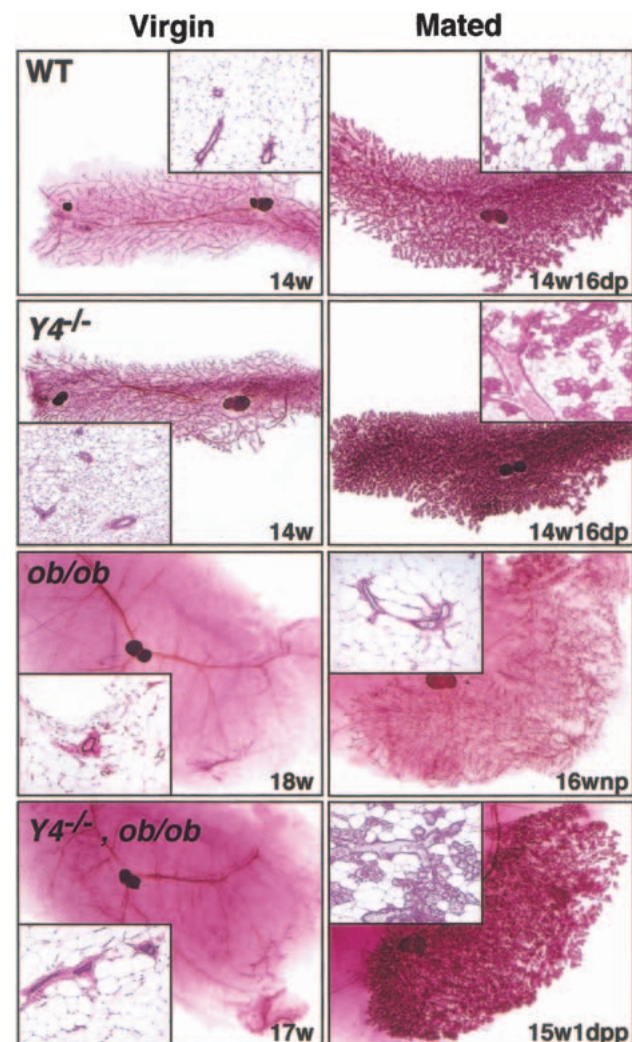 Virgin Mated
WT
14w 14w16dp
Y4-/-
14w 14w16dp
ob/ob
18w 16wnp
Y4-/-, ob/ob
17w 15w1dpp